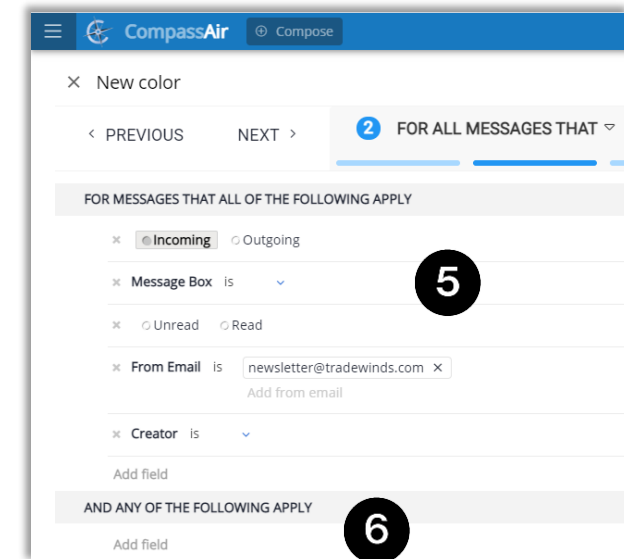 CompassAir Compose
New color
PREVIOUS NEXT 2 FOR ALL MESSAGES THAT
FOR MESSAGES THAT ALL OF THE FOLLOWING APPLY
Incoming Outgoing
Message Box is
5
Unread Read
From Email is newsletter@tradewinds.com
Add from email
Creator is
Add field
AND ANY OF THE FOLLOWING APPLY
6
Add field